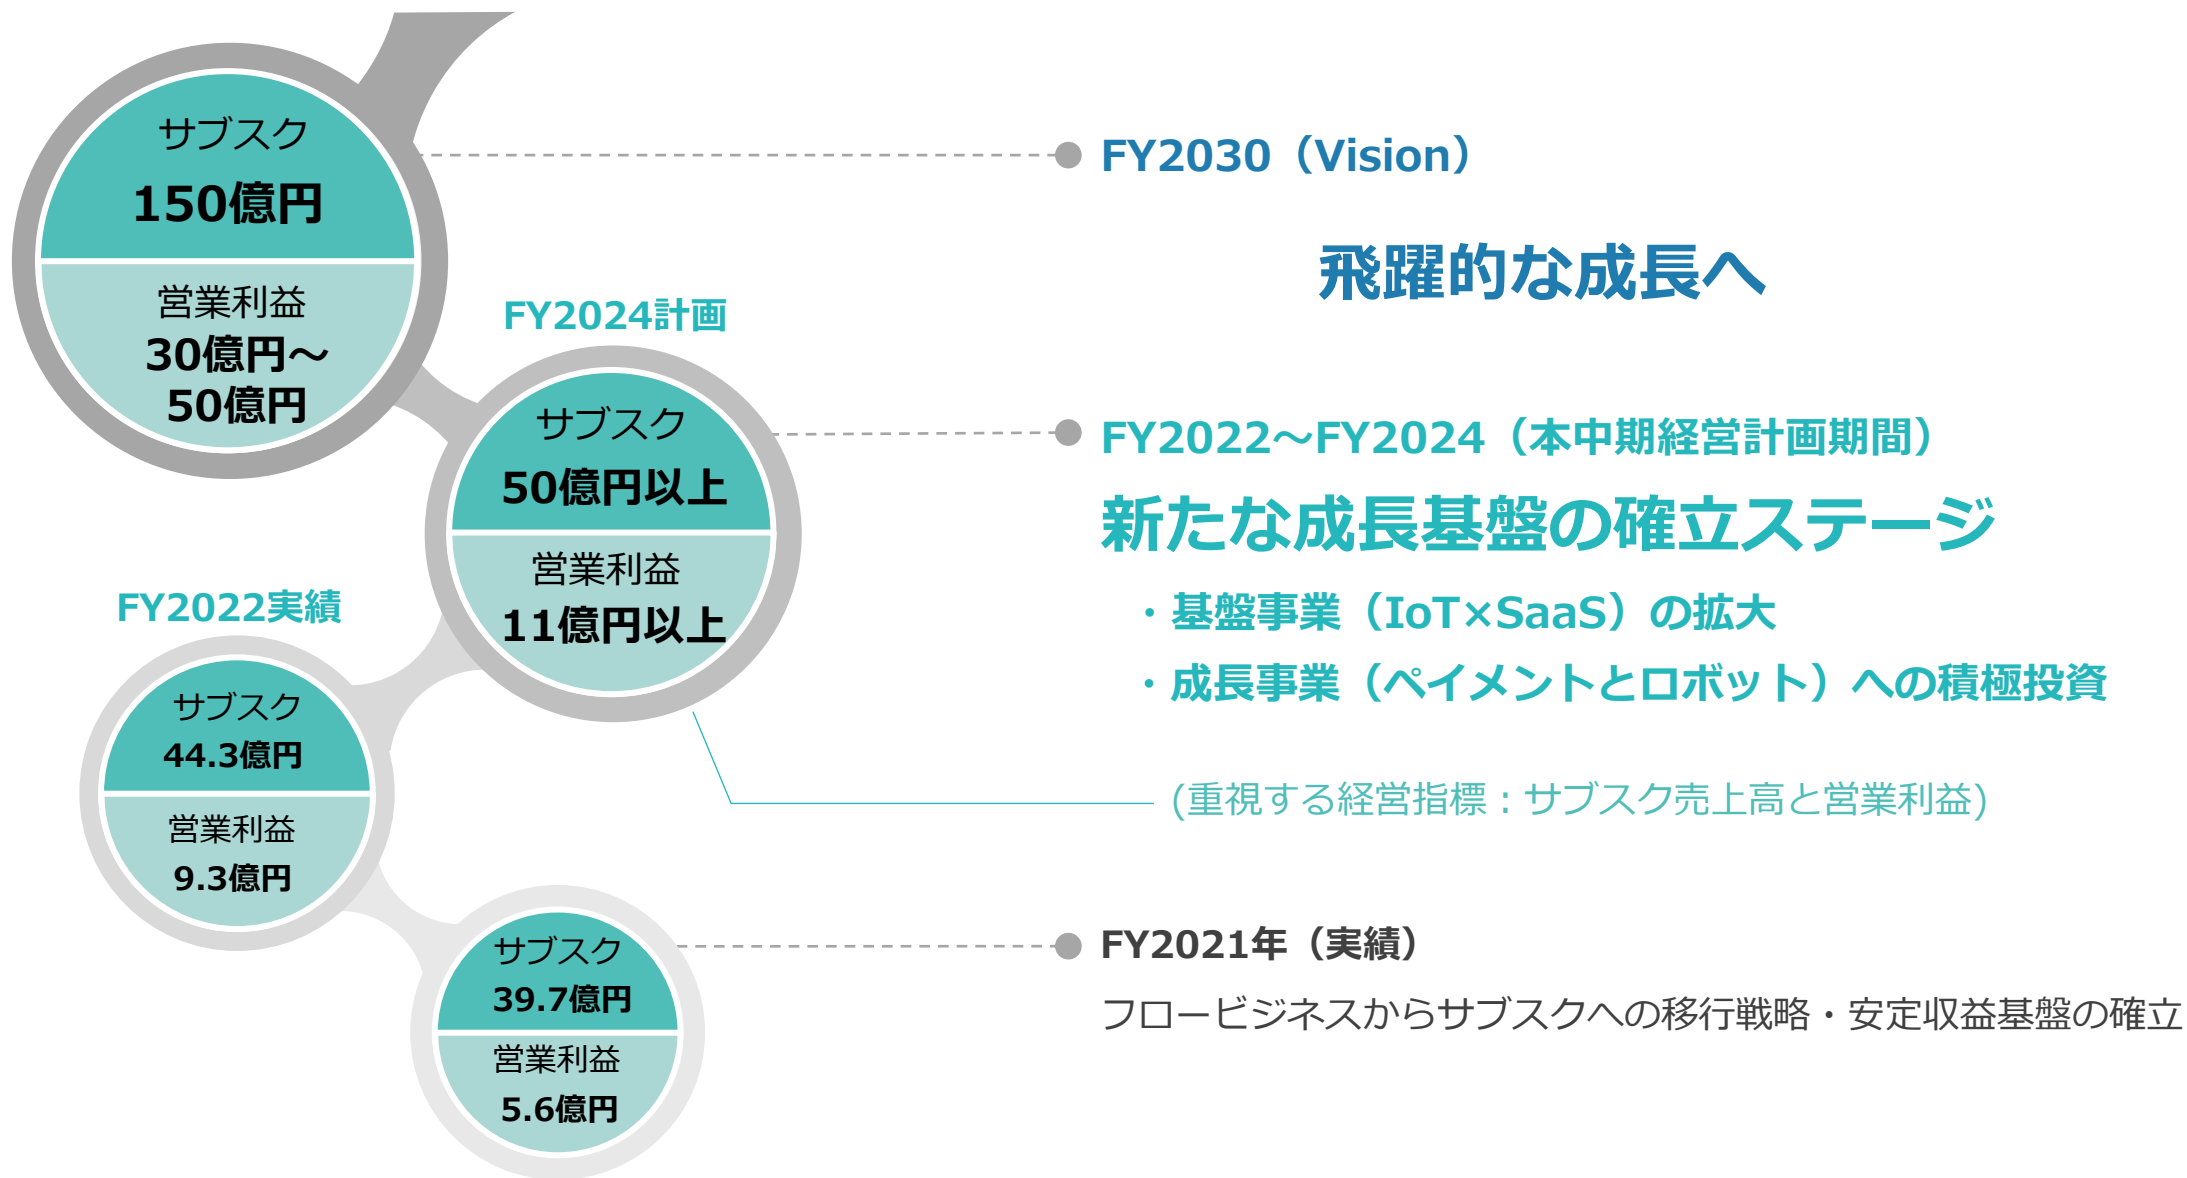 サブスク
150億円
営業利益
30億円～
50億円
FY2030（Vision）
飛躍的な成長へ
FY2024計画
サブスク
50億円以上
営業利益
11億円以上
FY2022～FY2024（本中期経営計画期間）
新たな成長基盤の確立ステージ
・基盤事業（IoT×SaaS）の拡大
・成長事業（ペイメントとロボット）への積極投資
(重視する経営指標：サブスク売上高と営業利益)
FY2022実績
サブスク
44.3億円
営業利益
9.3億円
サブスク
39.7億円
営業利益
5.6億円
FY2021年（実績）
フロービジネスからサブスクへの移行戦略・安定収益基盤の確立